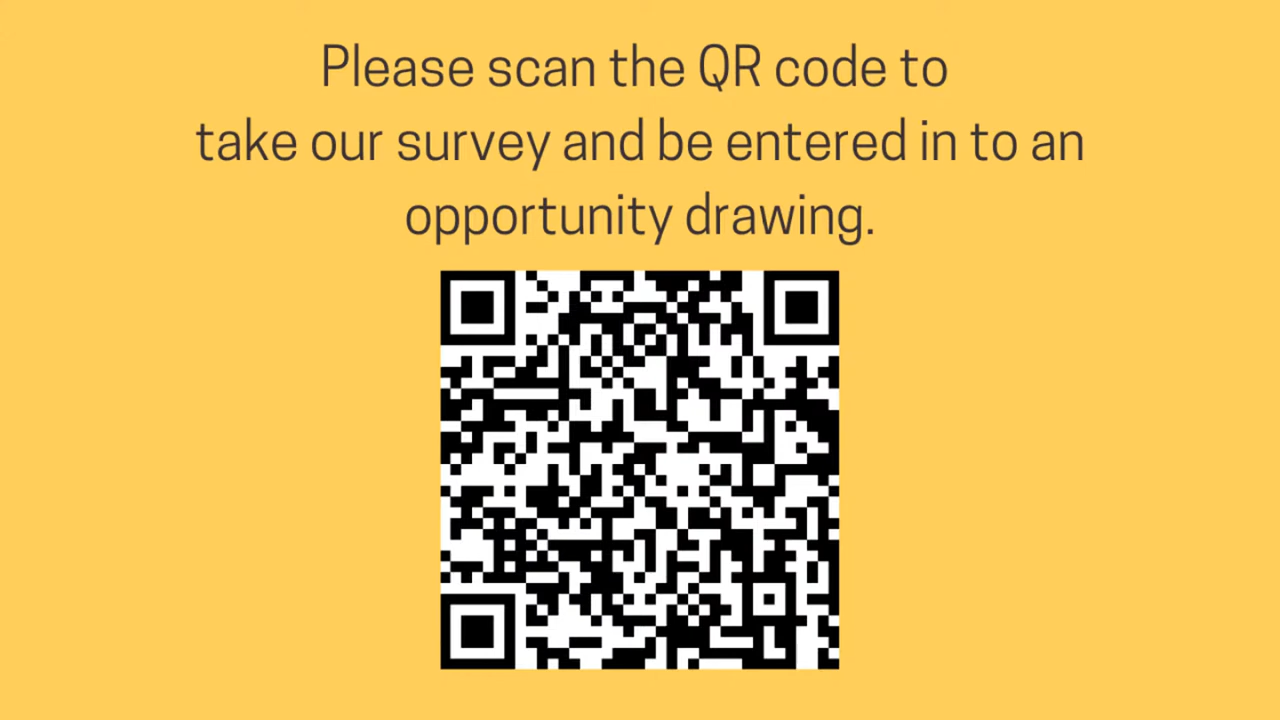 Please scan the QR code to
take our survey and be entered in to an
opportunity drawing.